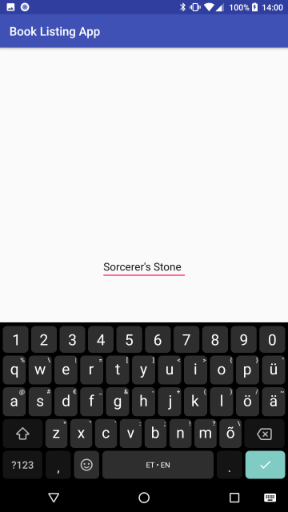 100% 14:00
Book Listing App
Sorcerer's Stone
1 2 3 4 5 6 7 8 9 0
q w e r t y u i o p ü
a s d f g h j k l ö ä
z x c v b n m õ
?123 , ET • EN .